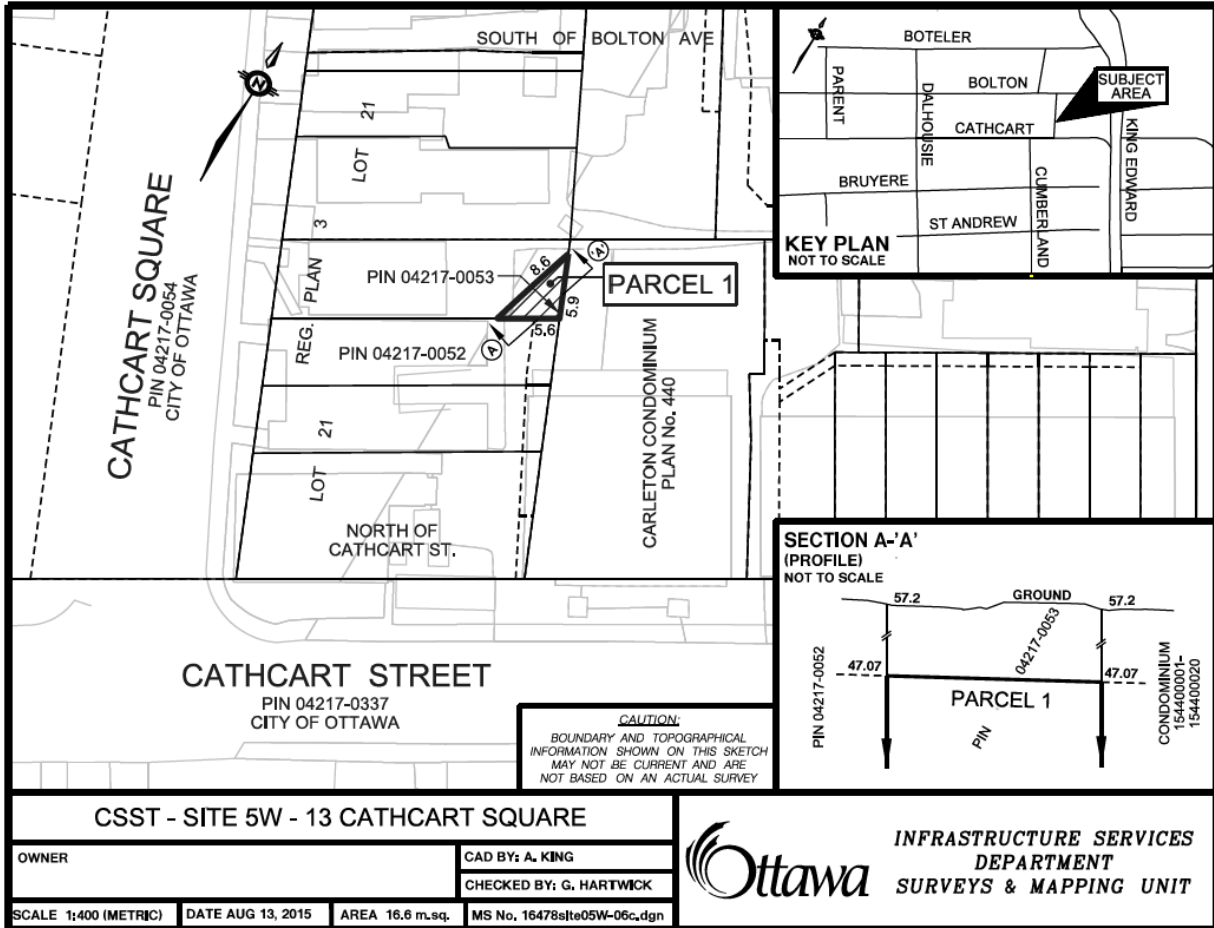 SOUTH OF BOLTON AVE
N
21
LOT
3
PLAN
REG.
PIN 04217-0053
8.6
'A'
PARCEL 1
5.9
5.6
A
PIN 04217-0052
21
LOT
NORTH OF
CATHCART ST.
CARLETON CONDOMINIUM
PLAN No. 440
CATHCART SQUARE
PIN 04217-0054
CITY OF OTTAWA
CATHCART STREET
PIN 04217-0337
CITY OF OTTAWA
CAUTION:
BOUNDARY AND TOPOGRAPHICAL
INFORMATION SHOWN ON THIS SKETCH
MAY NOT BE CURRENT AND ARE
NOT BASED ON AN ACTUAL SURVEY
BOTELER
PARENT
DALHOUSIE
BOLTON
SUBJECT
AREA
CATHCART
KING EDWARD
BRUYERE
CUMBERLAND
ST ANDREW
KEY PLAN
NOT TO SCALE
SECTION A-'A'
(PROFILE)
NOT TO SCALE
57.2
GROUND
57.2
PIN 04217-0052
47.07
04217-0053
47.07
PARCEL 1
PIN
CONDOMINIUM
154400001-
154400020
CSST - SITE 5W - 13 CATHCART SQUARE
OWNER
CAD BY: A. KING
CHECKED BY: G. HARTWICK
SCALE 1:400 (METRIC)
DATE AUG 13, 2015
AREA 16.6 m.sq.
MS No. 16478site05W-06c.dgn
Ottawa
INFRASTRUCTURE SERVICES
DEPARTMENT
SURVEYS & MAPPING UNIT